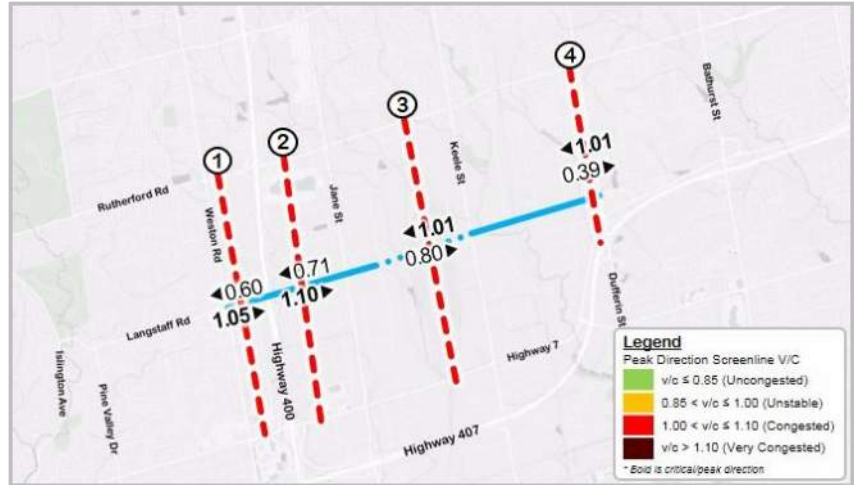 4
3
2
1
Bathurst St
Keele St
Jane St
Rutherford Rd
Weston Rd
◄1.01
0.39►
◄1.01
0.80►
◄0.71
1.10►
◄0.60
1.05►
Langstaff Rd
Dufferin St
Highway 400
Highway 7
Islington Ave
Pine Valley Dr
Highway 407
Legend
Peak Direction Screenline V/C
v/c ≤ 0.85 (Uncongested)
0.85 < v/c ≤ 1.00 (Unstable)
1.00 < v/c ≤ 1.10 (Congested)
v/c > 1.10 (Very Congested)
* Bold is critical/peak direction